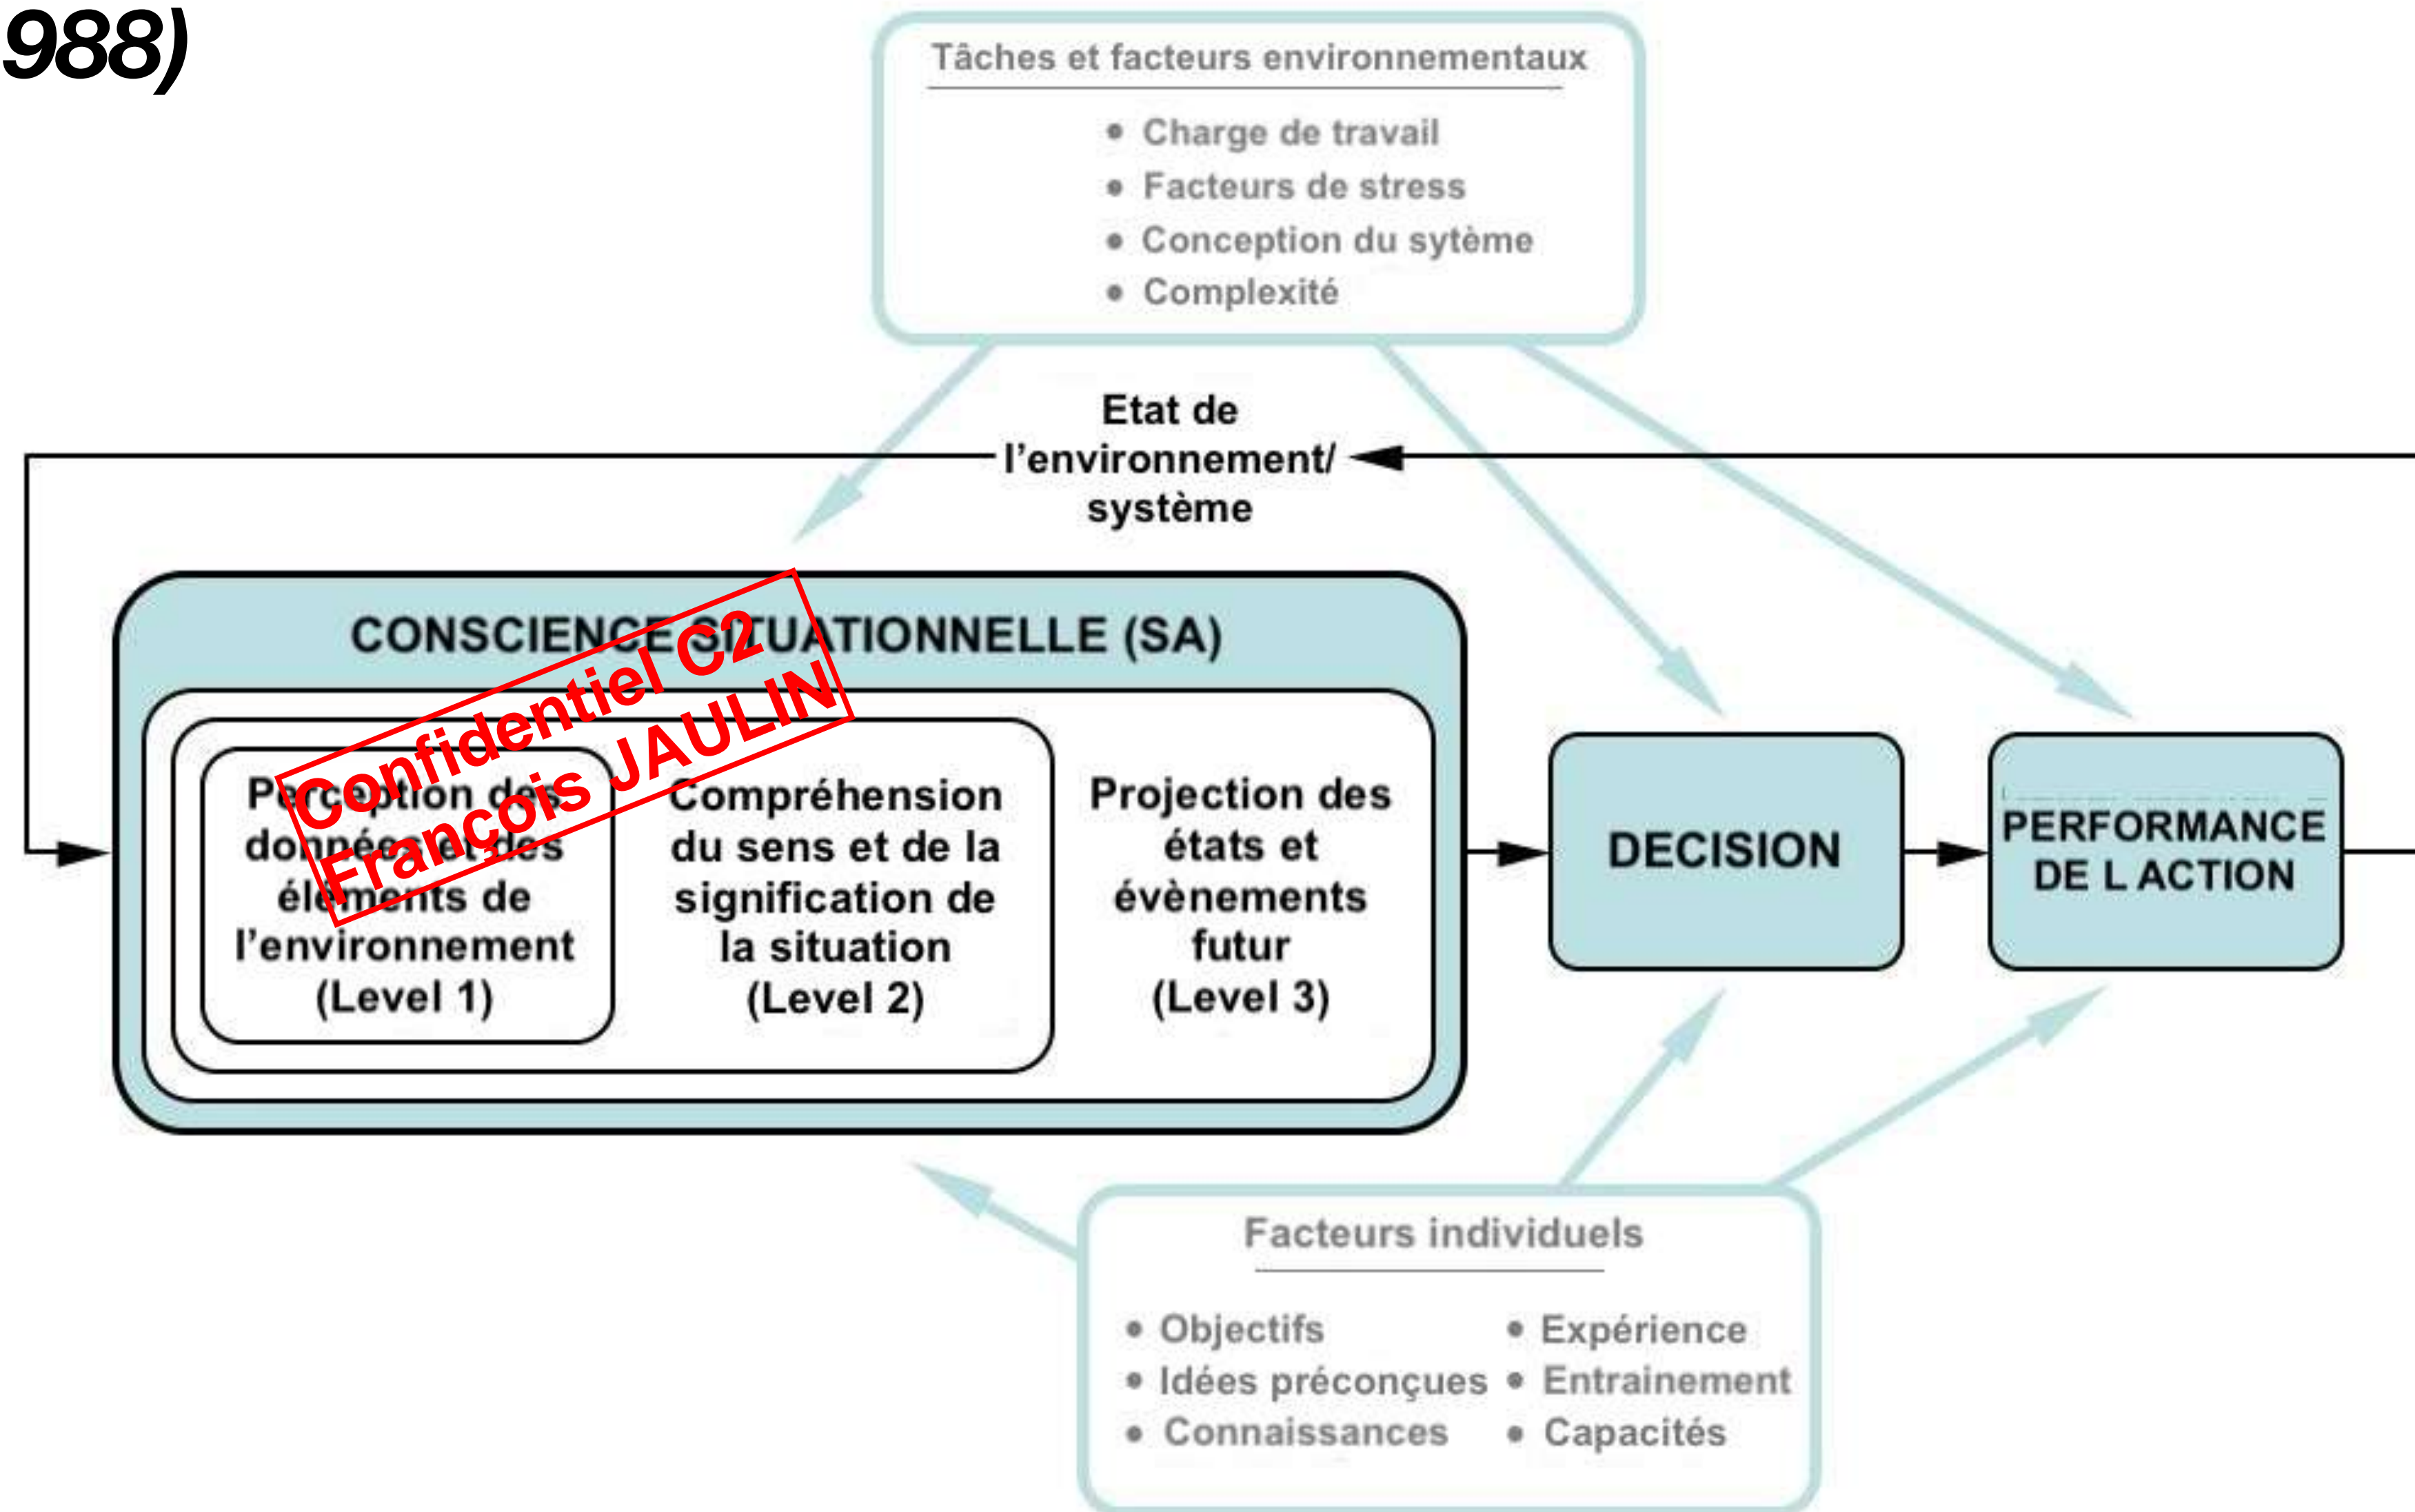 988)
Tâches et facteurs environnementaux
• Charge de travail
• Facteurs de stress
• Conception du sytème
• Complexité
Etat de
l'environnement/
système
CONSCIENCE SITUATIONNELLE (SA)
Confidentiel C2
François JAULIN
Perception des
données et des
éléments de
l'environnement
(Level 1)
Compréhension
du sens et de la
signification de
la situation
(Level 2)
Projection des
états et
évènements
futur
(Level 3)
DECISION
PERFORMANCE
DE L ACTION
Facteurs individuels
• Objectifs
• Idées préconçues
• Connaissances
• Expérience
• Entrainement
• Capacités